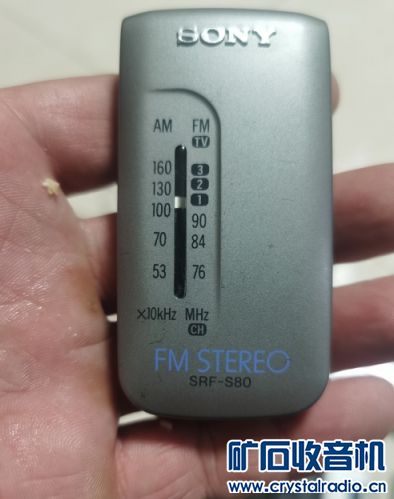 SONY
AM FM
TV
160 3
130 2
100 1
90
70 84
53 76
×10kHz MHz
CH
FM STEREO
SRF-S80
矿石收音机
www.crystalradio.cn